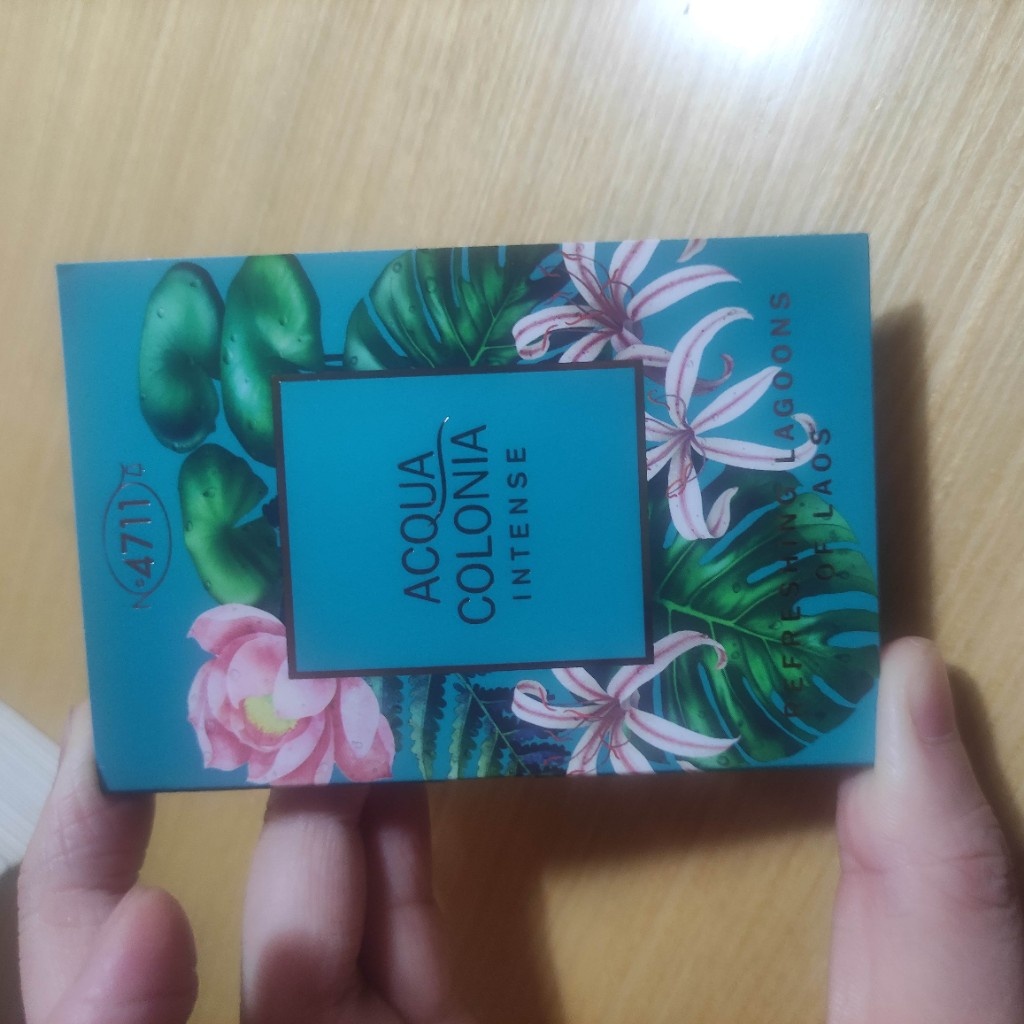 Nº4711
ACQUA
COLONIA
INTENSE
REFRESHING LAGOONS
OF LAOS